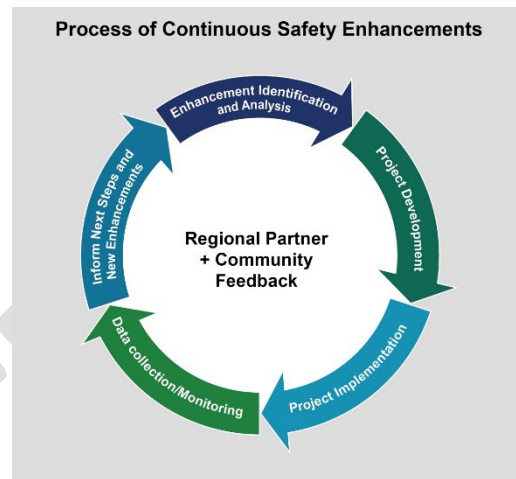 Process of Continuous Safety Enhancements
Enhancement Identification
and Analysis
Project Development
Project Implementation
Data collection/Monitoring
Inform Next Steps and
New Enhancements
Regional Partner
+ Community
Feedback